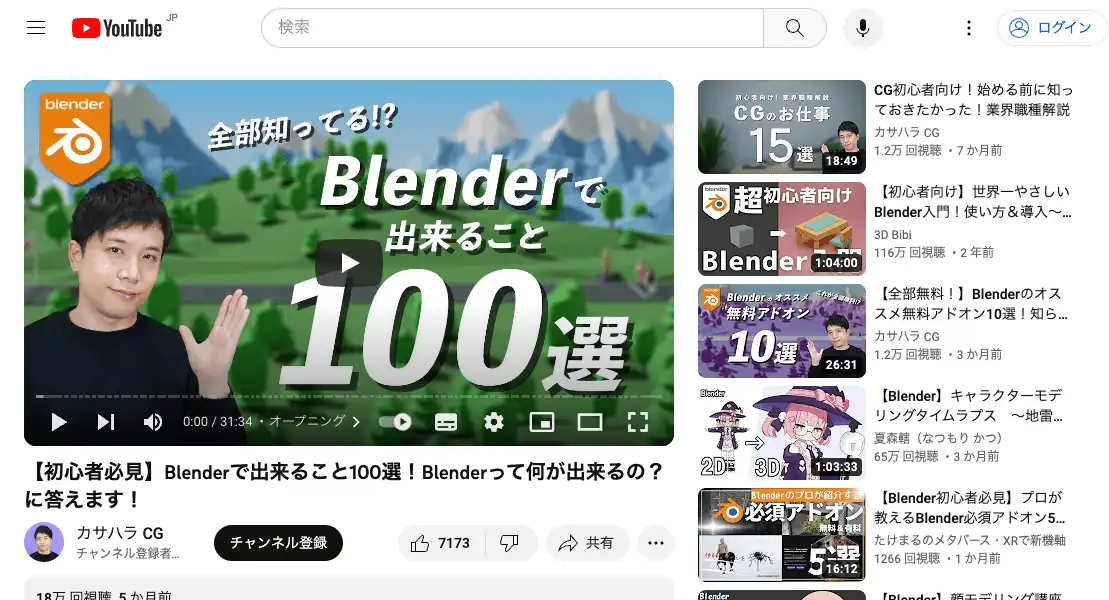 YouTube JP
検索
ログイン
blender
全部知ってる!?
Blenderで
出来ること
100選
0:00 / 31:34 ・オープニング
【初心者必見】Blenderで出来ること100選！Blenderって何が出来るの？
に答えます！
カサハラ CG
チャンネル登録者...
チャンネル登録
7173
共有
18万 回視聴 5 か月前
初心者向け！業界職種解説
CGのお仕事
15選
18:49
CG初心者向け！始める前に知っ
ておきたかった！業界職種解説
カサハラ CG
1.2万 回視聴 ・7 か月前
blender
超初心者向け
Blender
1:04:00
【初心者向け】世界一やさしい
Blender入門！使い方＆導入〜...
3D Bibi
116万 回視聴 ・2 年前
blender
Blenderのオススメ
これが全部無料!?
無料アドオン
10選
26:31
【全部無料！】Blenderのオス
スメ無料アドオン10選！知ら...
カサハラ CG
1.2万 回視聴 ・3 か月前
Blender
2D
3D
1:03:33
【Blender】キャラクターモデ
リングタイムラプス　〜地雷...
夏森轄（なつもり かつ）
65万 回視聴 ・3 か月前
Blenderのプロが紹介する
必須アドオン
無料&有料
5選
16:12
【Blender初心者必見】プロが
教えるBlender必須アドオン5...
たけまるのメタバース・XRで新機軸
1266 回視聴 ・1 か月前
Blender
【Blender】顔モデリング講座